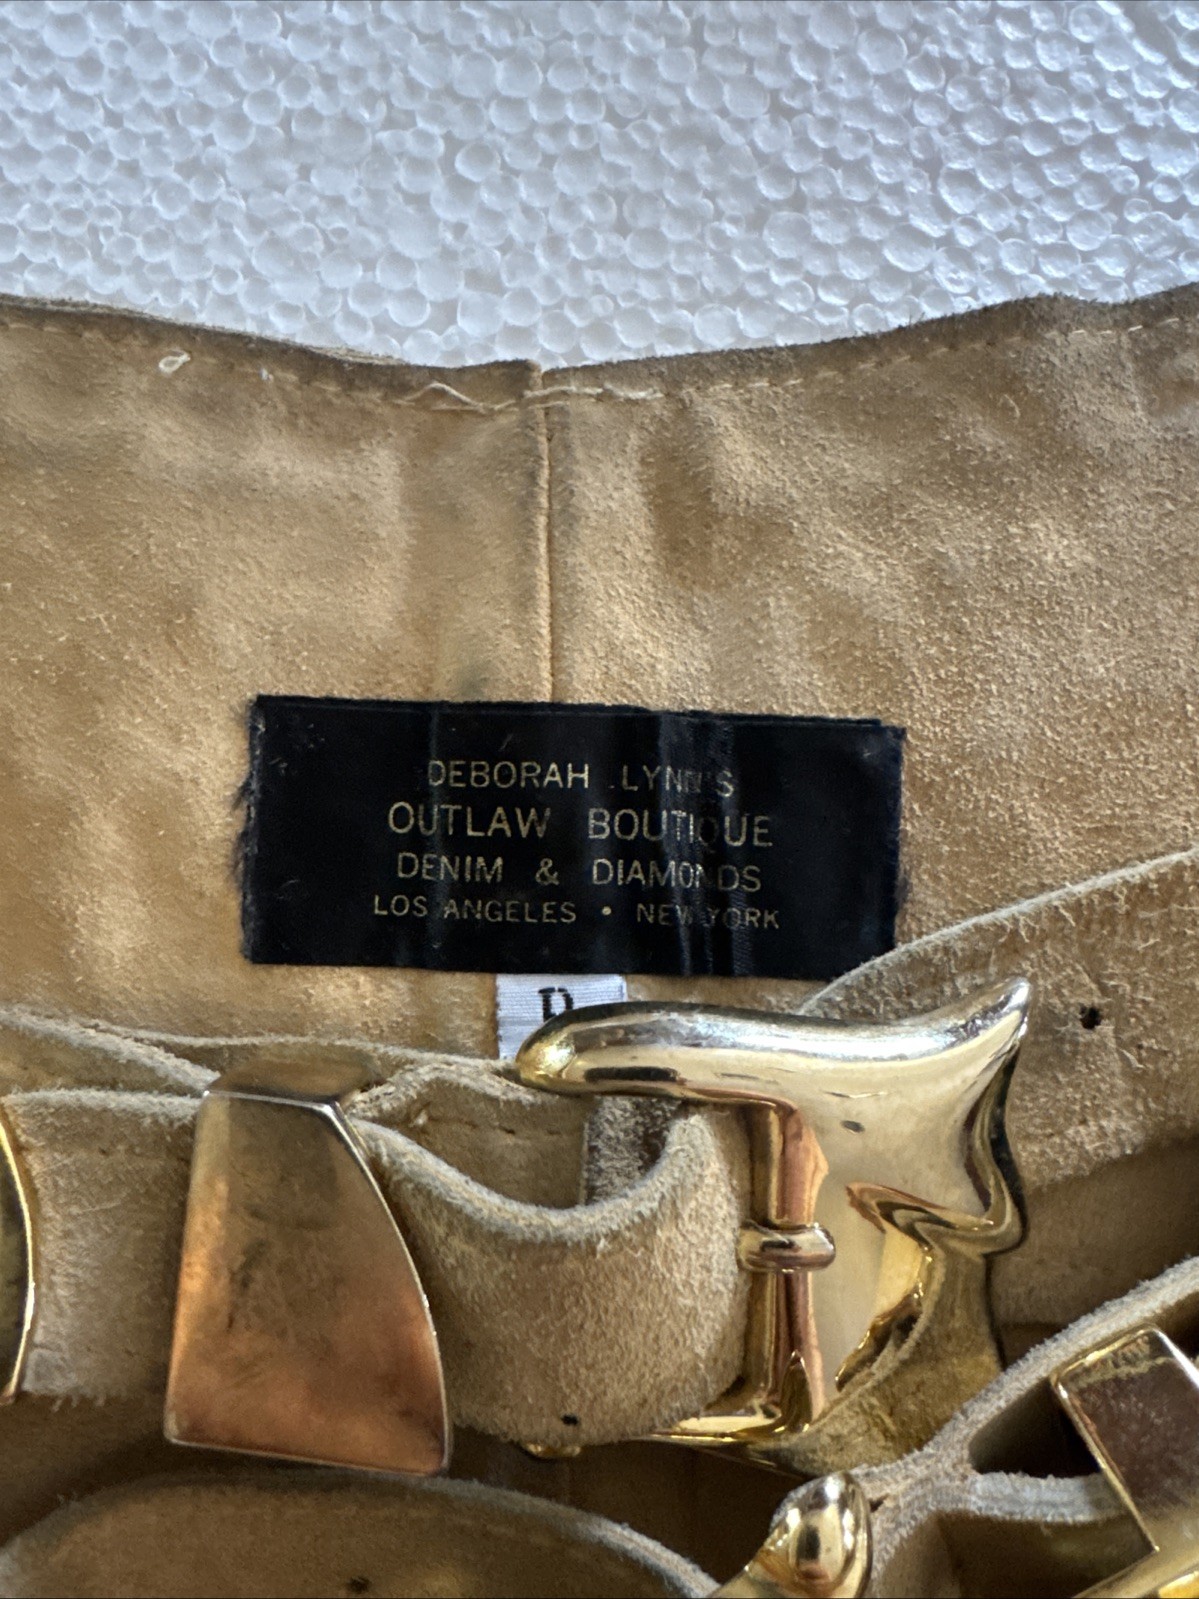 DEBORAH LYNN'S
OUTLAW BOUTIQUE
DENIM & DIAMONDS
LOS ANGELES • NEW YORK